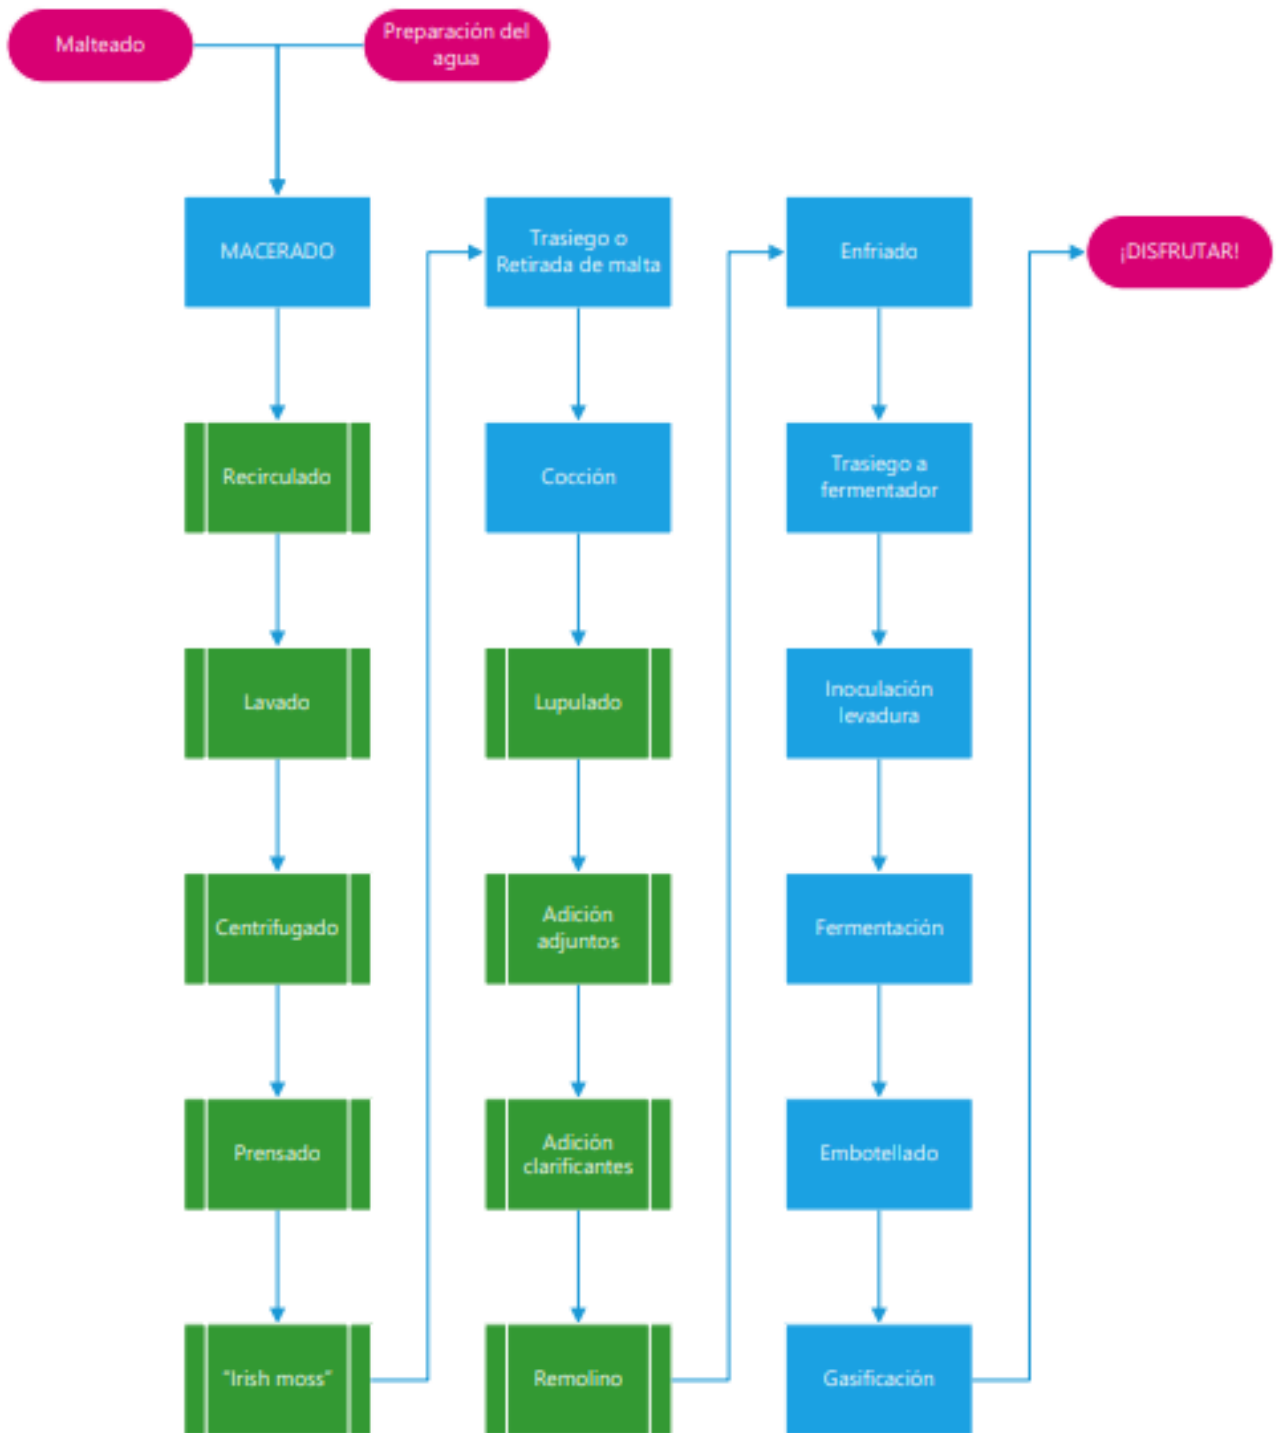 Malteado
Preparación del
agua
MACERADO
Recirculado
Lavado
Centrifugado
Prensado
"Irish moss"
Trasiego o
Retirada de malta
Cocción
Lupulado
Adición
adjuntos
Adición
clarificantes
Remolino
Enfriado
Trasiego a
fermentador
Inoculación
levadura
Fermentación
Embotellado
Gasificación
¡DISFRUTAR!